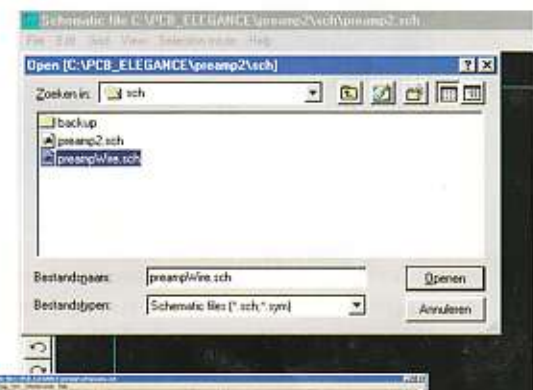 Schematic file C:\PCB_ELEGANCE\preamp2\sch\preamp2.sch
File Edit Grid View Selection mode Help
Open [C:\PCB_ELEGANCE\preamp2\sch]
Zoeken in: sch
backup
preamp2.sch
preampWire.sch
Bestandsnaam: preampWire.sch Openen
Bestandstypen: Schematic files (*.sch;*.sym) Annuleren